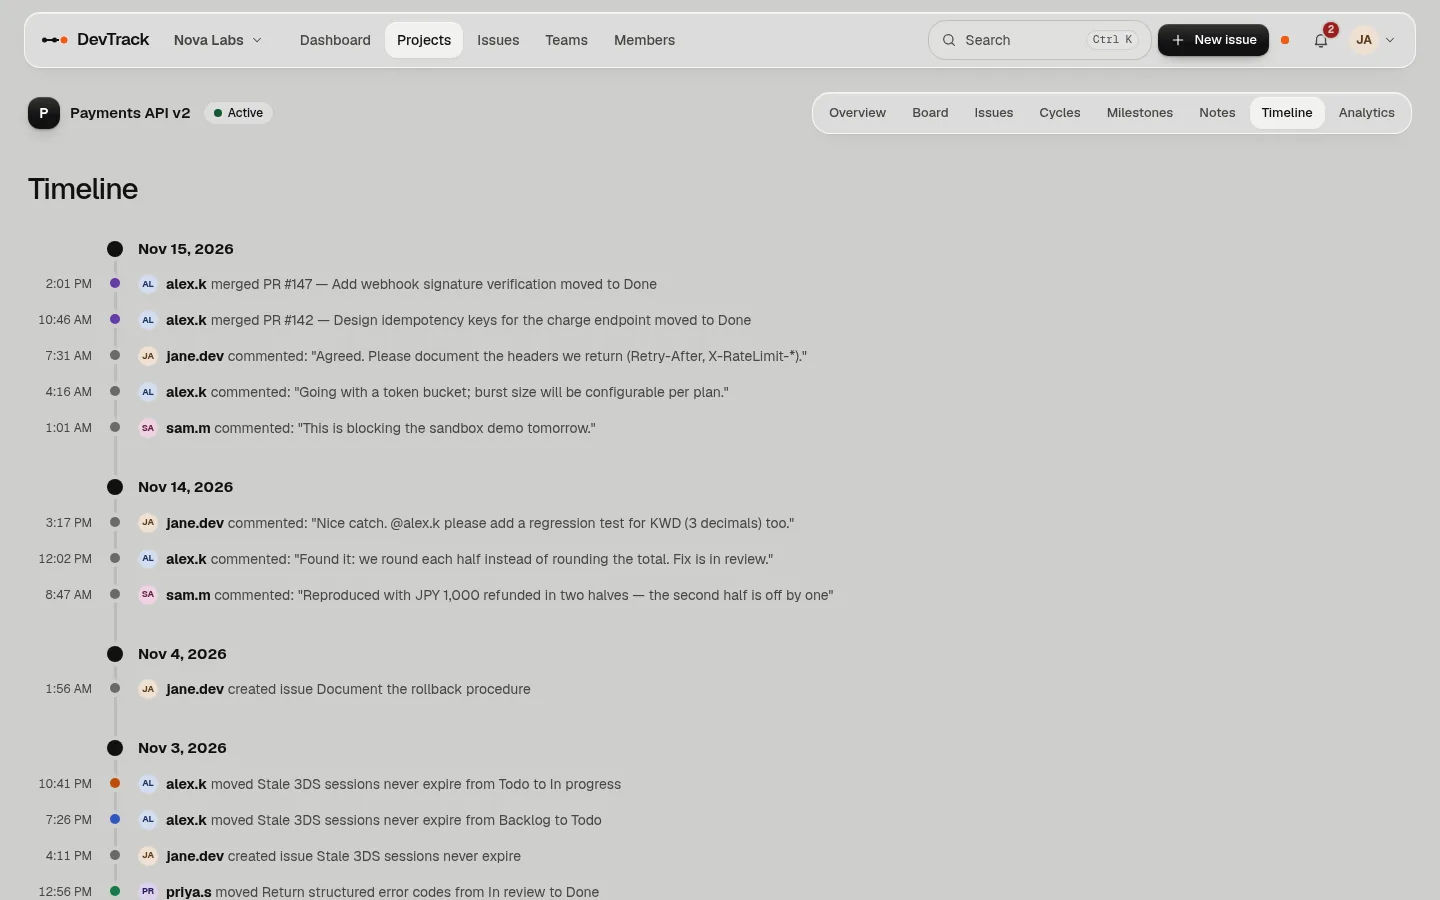 DevTrack Nova Labs Dashboard Projects Issues Teams Members Search Ctrl K New issue 2 JA
P Payments API v2 Active Overview Board Issues Cycles Milestones Notes Timeline Analytics
Timeline
Nov 15, 2026
2:01 PM AL alex.k merged PR #147 — Add webhook signature verification moved to Done
10:46 AM AL alex.k merged PR #142 — Design idempotency keys for the charge endpoint moved to Done
7:31 AM JA jane.dev commented: "Agreed. Please document the headers we return (Retry-After, X-RateLimit-*)."
4:16 AM AL alex.k commented: "Going with a token bucket; burst size will be configurable per plan."
1:01 AM SA sam.m commented: "This is blocking the sandbox demo tomorrow."
Nov 14, 2026
3:17 PM JA jane.dev commented: "Nice catch. @alex.k please add a regression test for KWD (3 decimals) too."
12:02 PM AL alex.k commented: "Found it: we round each half instead of rounding the total. Fix is in review."
8:47 AM SA sam.m commented: "Reproduced with JPY 1,000 refunded in two halves — the second half is off by one"
Nov 4, 2026
1:56 AM JA jane.dev created issue Document the rollback procedure
Nov 3, 2026
10:41 PM AL alex.k moved Stale 3DS sessions never expire from Todo to In progress
7:26 PM AL alex.k moved Stale 3DS sessions never expire from Backlog to Todo
4:11 PM JA jane.dev created issue Stale 3DS sessions never expire
12:56 PM PR priya.s moved Return structured error codes from In review to Done